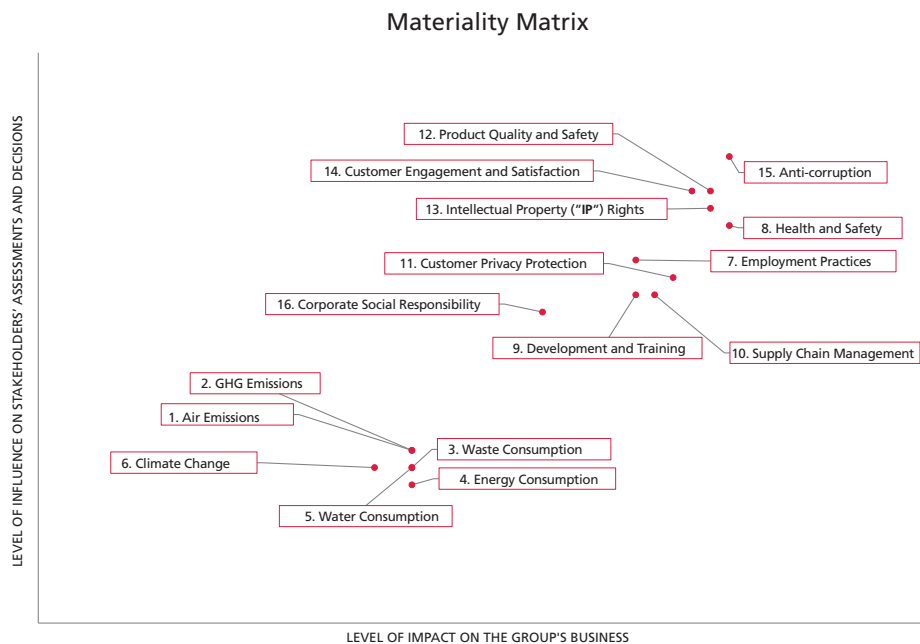 Materiality Matrix
LEVEL OF INFLUENCE ON STAKEHOLDERS’ ASSESSMENTS AND DECISIONS
12. Product Quality and Safety
15. Anti-corruption
14. Customer Engagement and Satisfaction
13. Intellectual Property (“IP”) Rights
8. Health and Safety
11. Customer Privacy Protection
7. Employment Practices
16. Corporate Social Responsibility
9. Development and Training
10. Supply Chain Management
2. GHG Emissions
1. Air Emissions
3. Waste Consumption
6. Climate Change
4. Energy Consumption
5. Water Consumption
LEVEL OF IMPACT ON THE GROUP'S BUSINESS